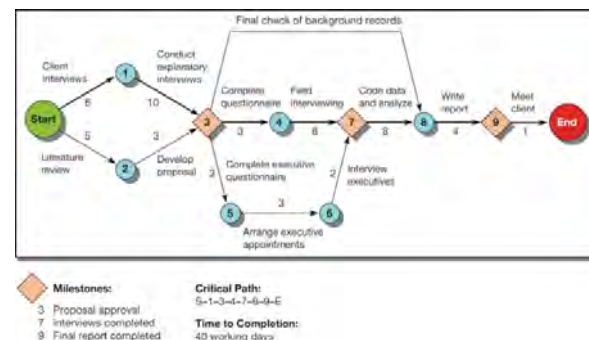 Final check of background records
Client
interviews
Conduct
exploratory
interviews
Complete
questionnaire
Field
interviewing
Code data
and analyze
Write
report
Meet
client
1
6
10
Start
3
3
4
6
7
8
8
4
9
1
End
5
3
Literature
review
2
Develop
proposal
3
Complete executive
questionnaire
2
Interview
executives
5
3
6
Arrange executive
appointments
Milestones:
3 Proposal approval
7 Interviews completed
9 Final report completed
Critical Path:
S–1–3–4–7–8–9–E
Time to Completion:
40 working days